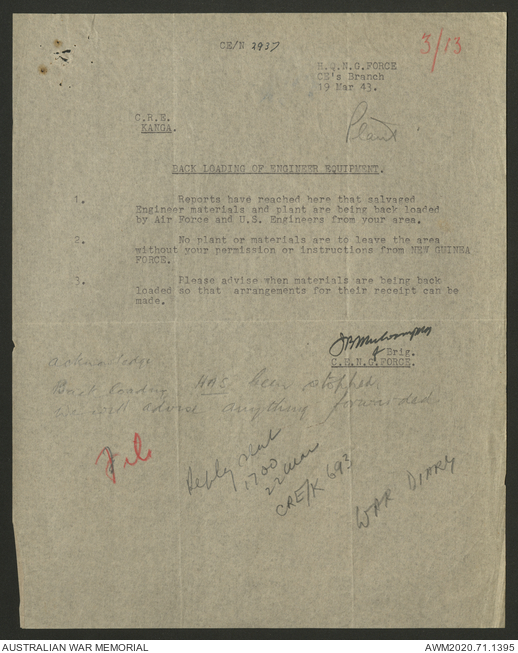 CE/N 2937
3/13
H.Q.N.G.FORCE
CE's Branch
19 Mar 43.
C.R.E.
KANGA.
Plant
BACK LOADING OF ENGINEER EQUIPMENT.
1. Reports have reached here that salvaged
Engineer materials and plant are being back loaded
by Air Force and U.S. Engineers from your area.
2. No plant or materials are to leave the area
without your permission or instructions from NEW GUINEA
FORCE.
3. Please advise when materials are being back
loaded so that arrangements for their receipt can be
made.
Brig.
C.E.N.G.FORCE.
acknowledge
Back loading HAS been stopped
we will advise anything forwarded
File
Reply sent
1700
22 Mar
CRE/K 693
WAR DIARY
AUSTRALIAN WAR MEMORIAL
AWM2020.71.1395